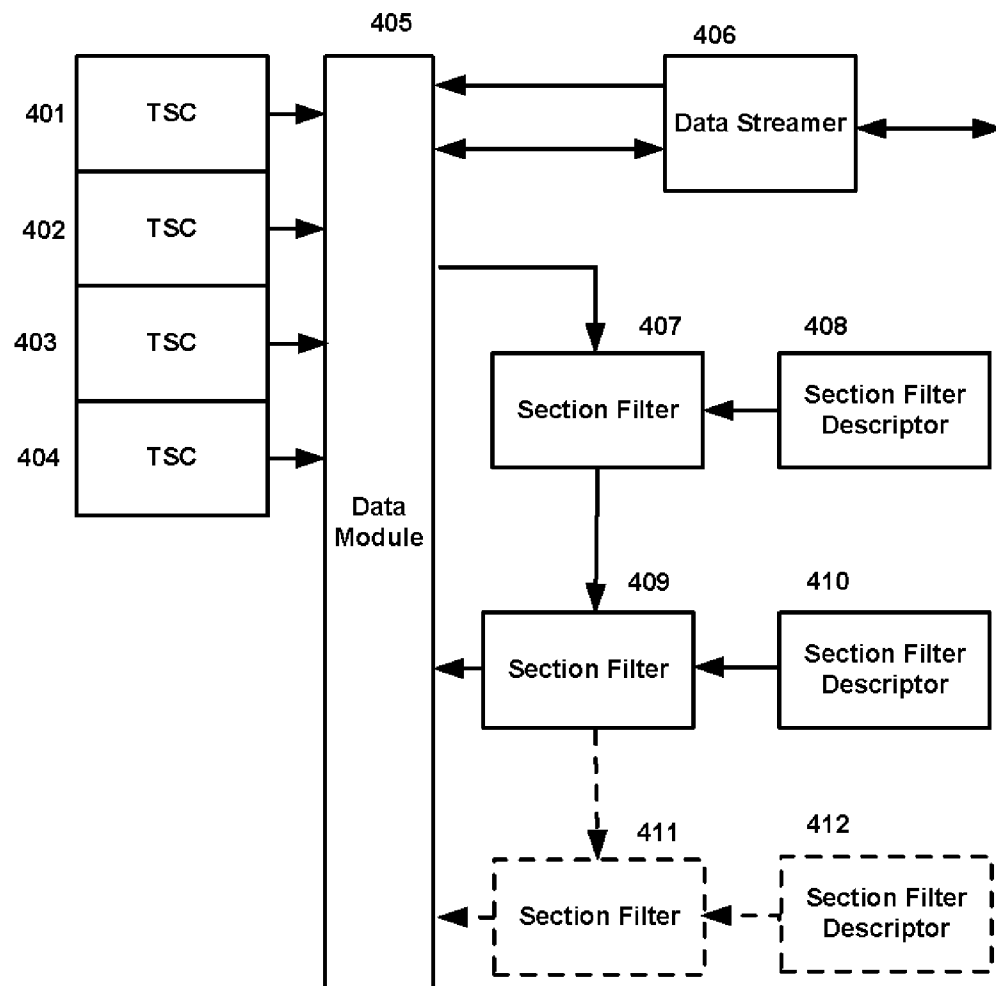 405
406
401
TSC
Data Streamer
402
TSC
407
408
403
TSC
Section Filter
Section Filter
Descriptor
404
TSC
Data
Module
409
410
Section Filter
Section Filter
Descriptor
411
412
Section Filter
Section Filter
Descriptor